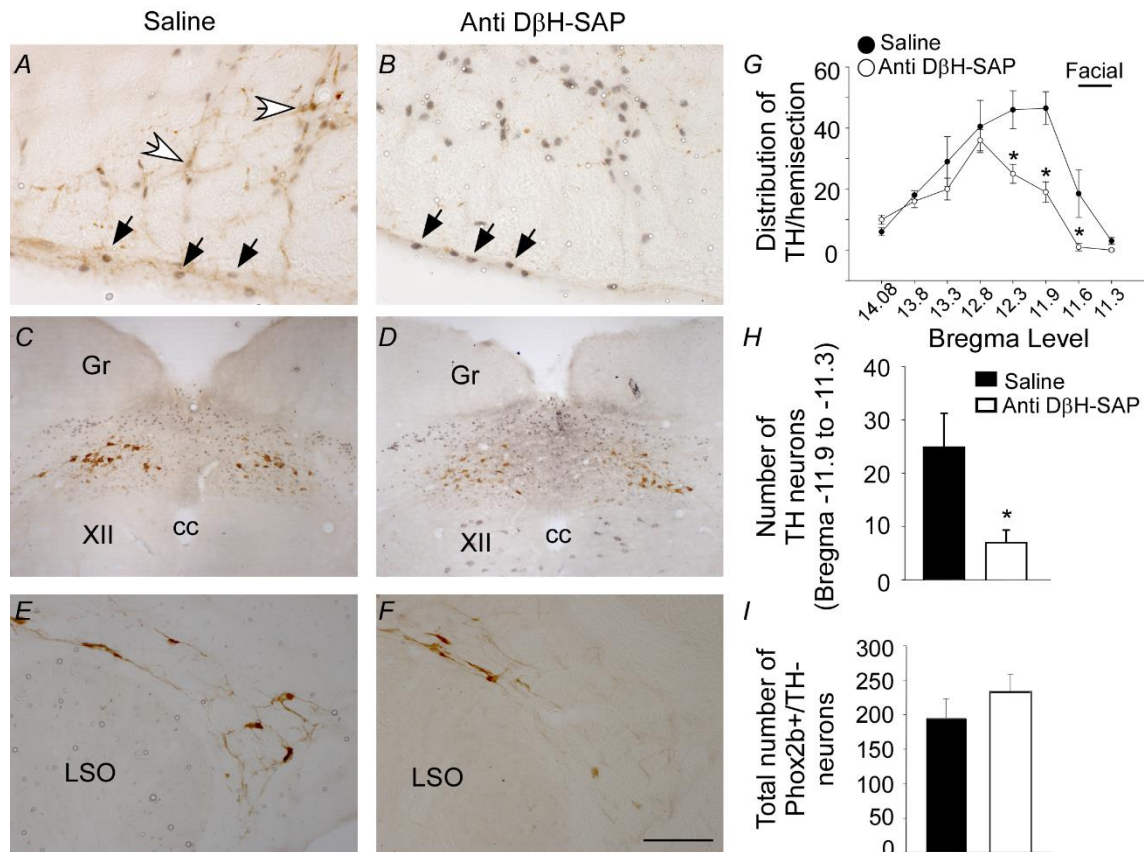 Saline
Anti DβH-SAP
A
B
C
Gr
XII
cc
D
Gr
XII
cc
E
LSO
F
LSO
G
Saline
Anti DβH-SAP
Facial
Distribution of
TH/hemisection
60
40
20
0
*
*
*
14.08
13.8
13.3
12.8
12.3
11.9
11.6
11.3
Bregma Level
H
Saline
Anti DβH-SAP
Number of
TH neurons
(Bregma -11.9 to -11.3)
40
30
20
10
0
*
I
Total number of
Phox2b+/TH-
neurons
300
250
200
150
100
50
0